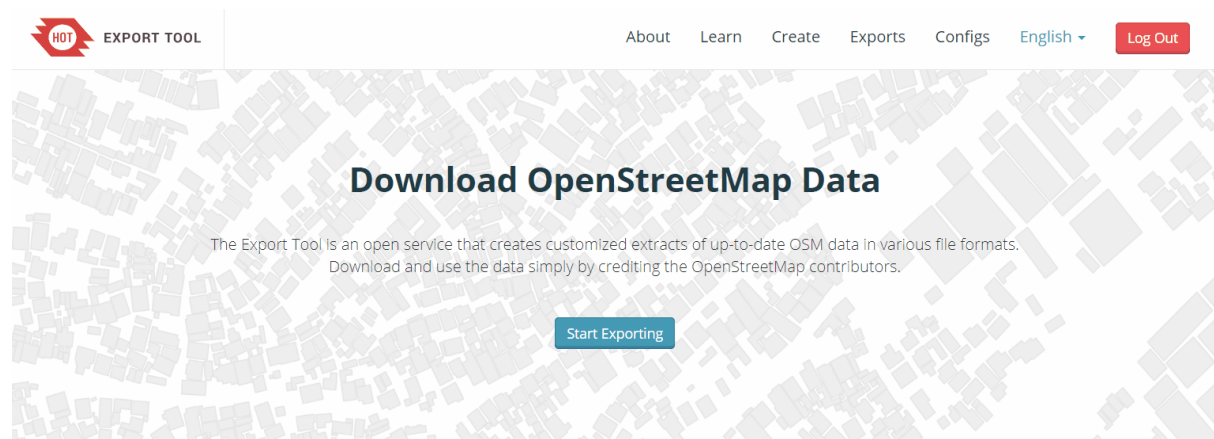 HOT EXPORT TOOL About Learn Create Exports Configs English Log Out
Download OpenStreetMap Data
The Export Tool is an open service that creates customized extracts of up-to-date OSM data in various file formats.
Download and use the data simply by crediting the OpenStreetMap contributors.
Start Exporting